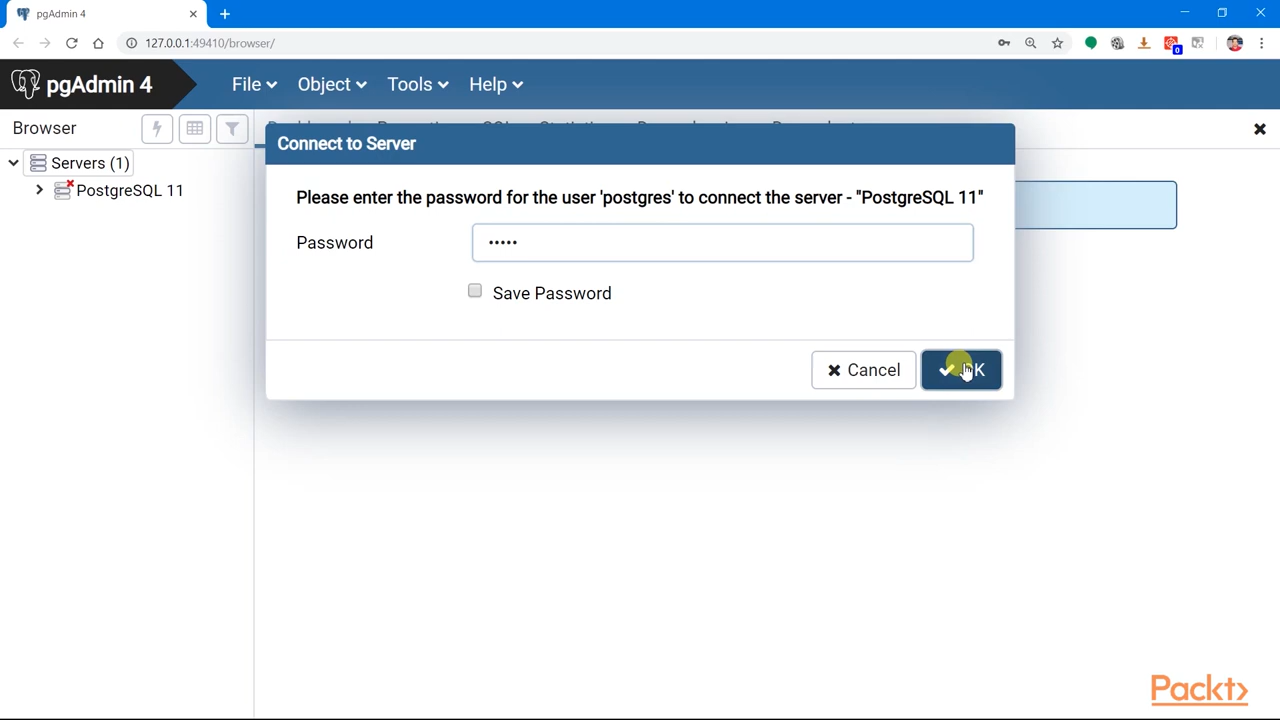 pgAdmin 4
127.0.0.1:49410/browser/
0
pgAdmin 4
File Object Tools Help
Browser
Servers (1)
PostgreSQL 11
Connect to Server
Please enter the password for the user 'postgres' to connect the server - "PostgreSQL 11"
Password •••••
Save Password
Cancel
Packt>